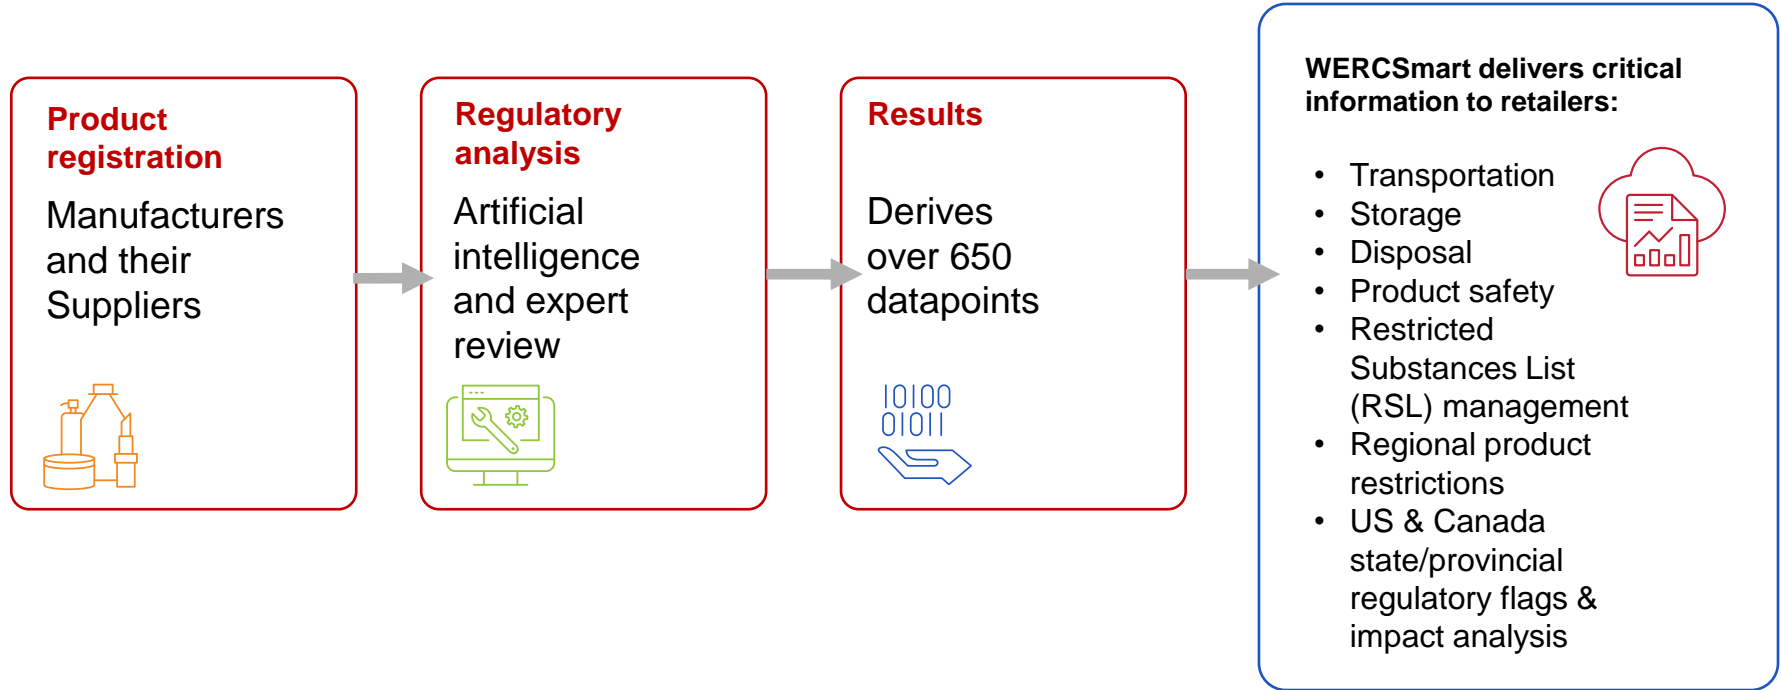 Product
registration
Manufacturers
and their
Suppliers
Regulatory
analysis
Artificial
intelligence
and expert
review
Results
Derives
over 650
datapoints
10100
01011
WERCSmart delivers critical
information to retailers:
• Transportation
• Storage
• Disposal
• Product safety
• Restricted
Substances List
(RSL) management
• Regional product
restrictions
• US & Canada
state/provincial
regulatory flags &
impact analysis